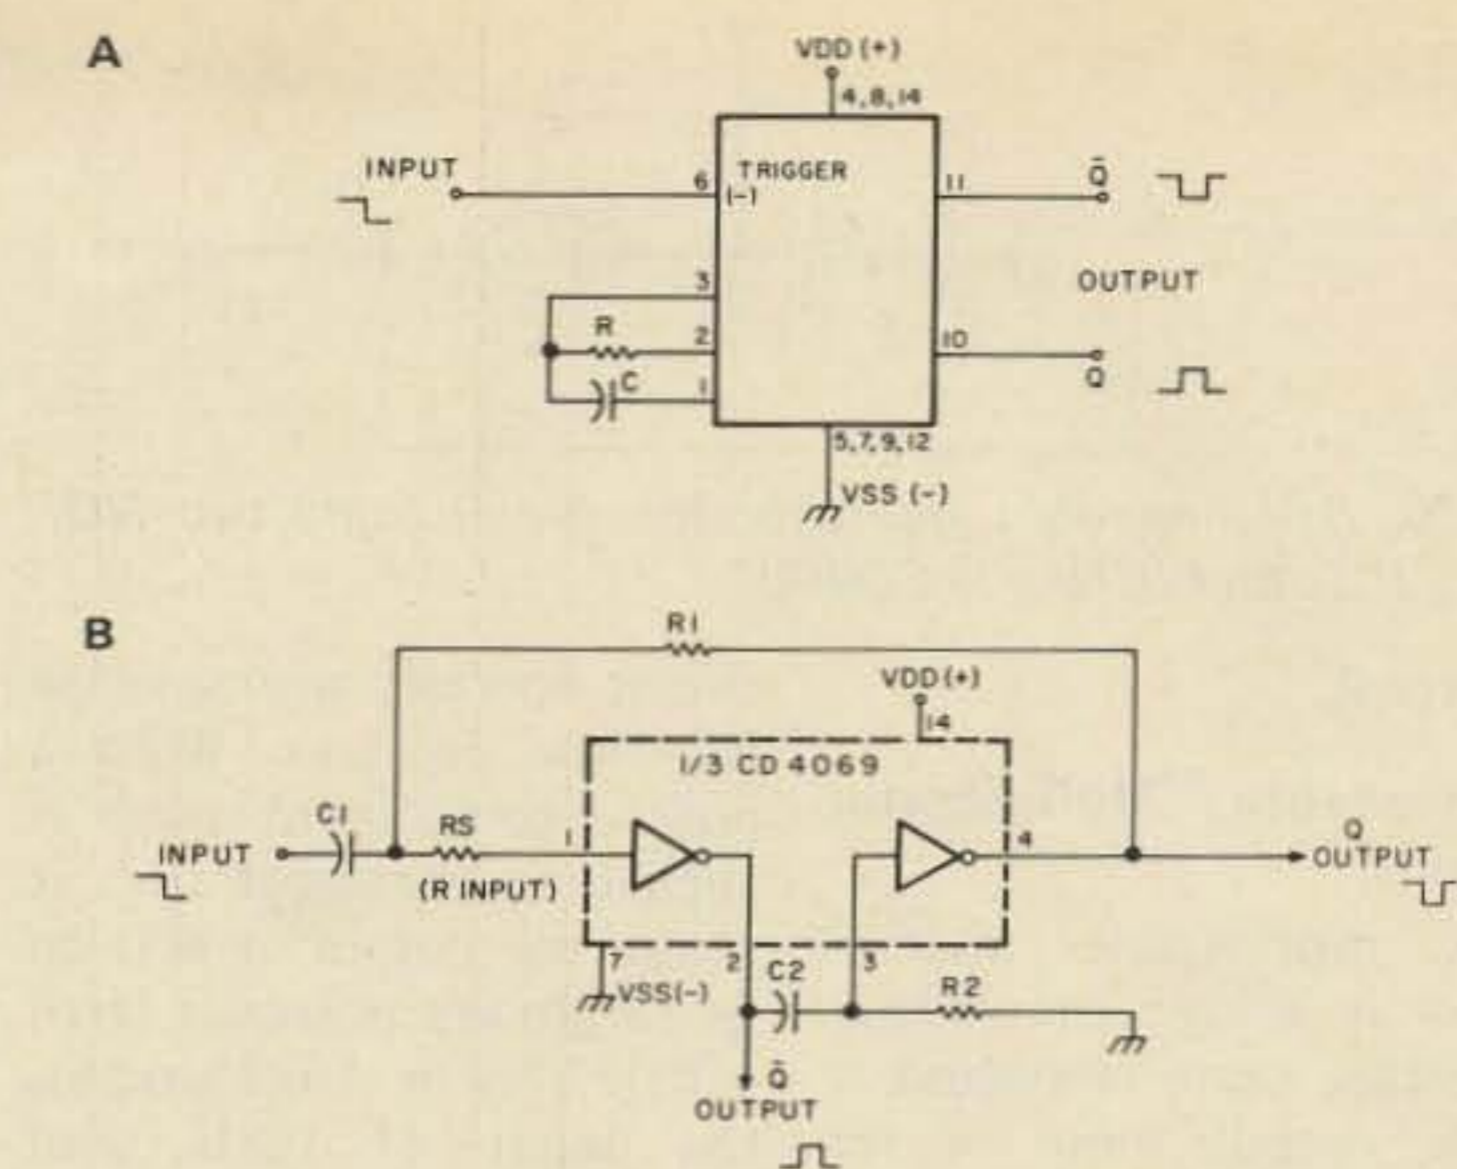 A
VDD (+)
4,8,14
INPUT
6
TRIGGER
(-)
11
Q̄
3
OUTPUT
R
2
10
C
1
Q
5,7,9,12
VSS (-)
B
R1
VDD (+)
14
1/3 CD 4069
C1
RS
1
4
Q
INPUT
OUTPUT
(R INPUT)
7
2
C2
3
R2
VSS(-)
Q̄
OUTPUT